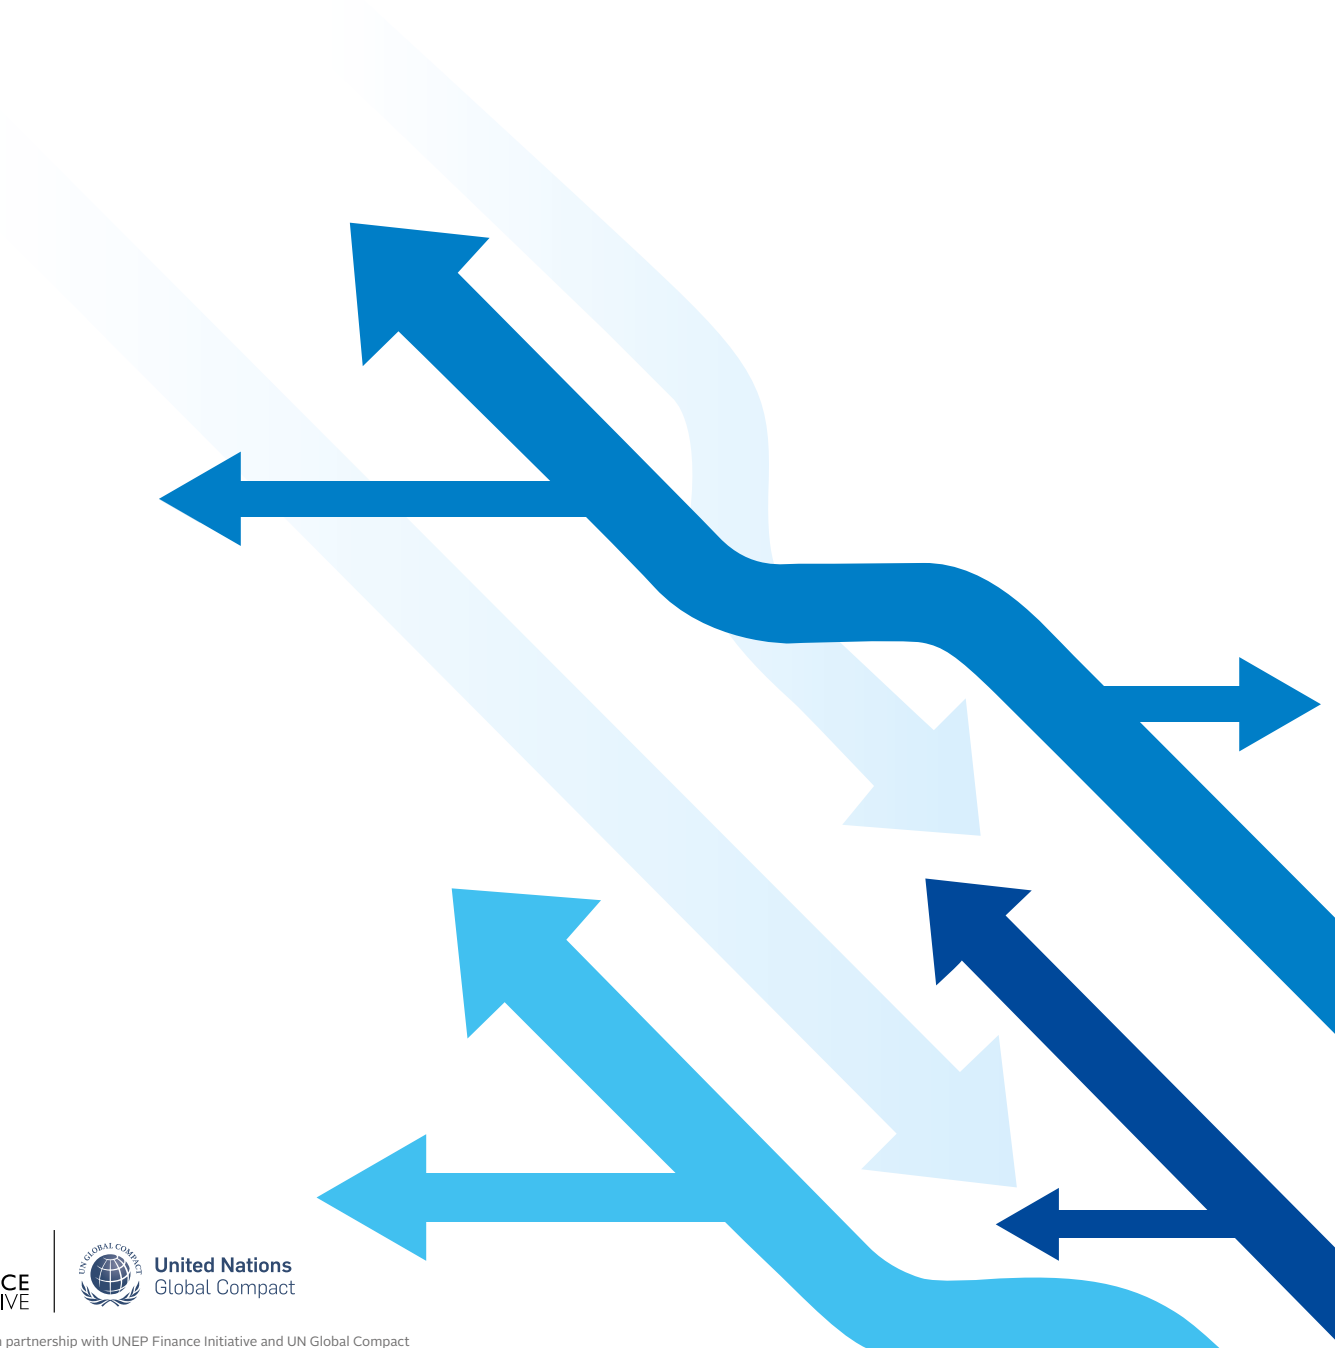 CE
IVE
UN GLOBAL COMPACT
United Nations
Global Compact
partnership with UNEP Finance Initiative and UN Global Compact